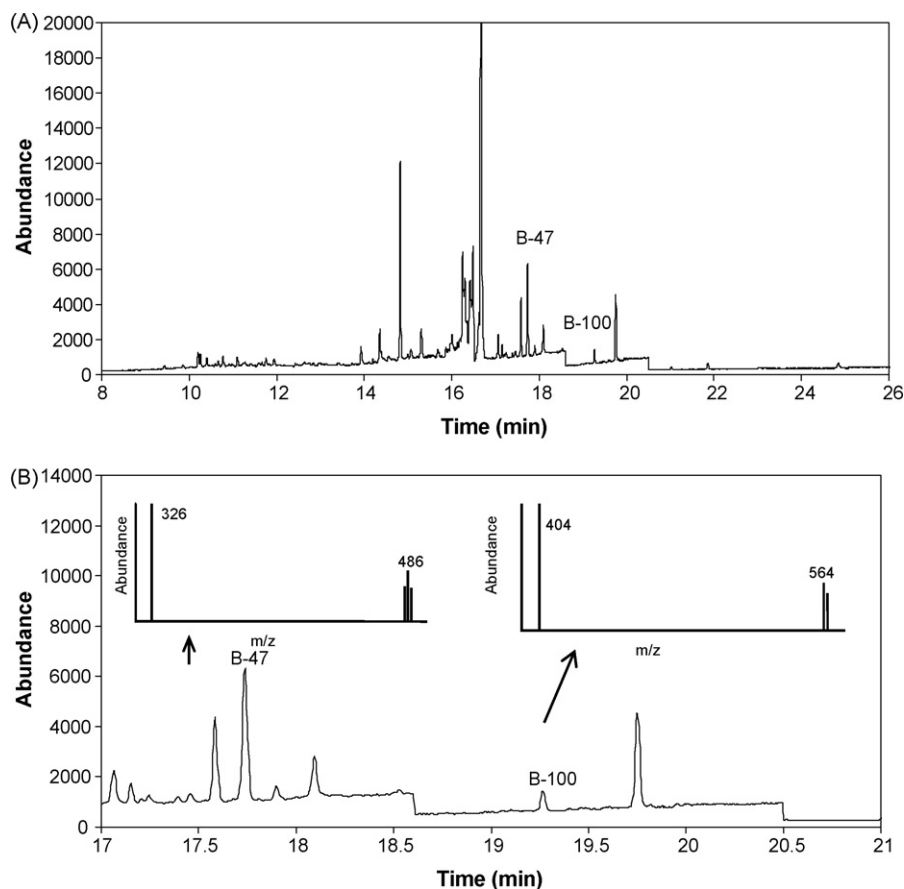 (A)
20000
18000
16000
14000
12000
10000
8000
6000
4000
2000
0
Abundance
B-47
B-100
8 10 12 14 16 18 20 22 24 26
Time (min)
(B)
14000
12000
10000
8000
6000
4000
2000
0
Abundance
Abundance
326
486
m/z
B-47
Abundance
404
564
m/z
B-100
17 17.5 18 18.5 19 19.5 20 20.5 21
Time (min)